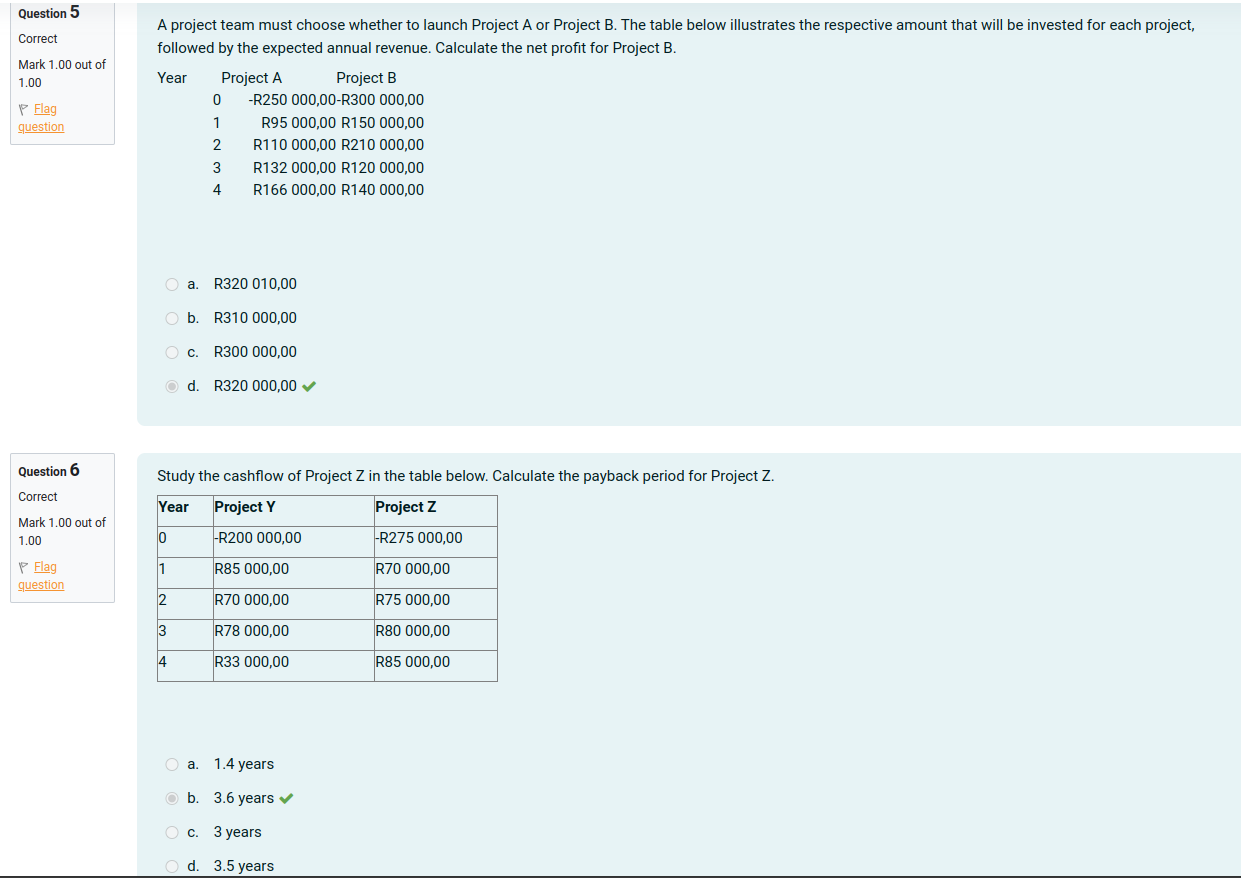 Question 5
Correct
Mark 1.00 out of
1.00
Flag
question
A project team must choose whether to launch Project A or Project B. The table below illustrates the respective amount that will be invested for each project,
followed by the expected annual revenue. Calculate the net profit for Project B.
Year Project A Project B
0 -R250 000,00-R300 000,00
1 R95 000,00 R150 000,00
2 R110 000,00 R210 000,00
3 R132 000,00 R120 000,00
4 R166 000,00 R140 000,00
a. R320 010,00
b. R310 000,00
c. R300 000,00
d. R320 000,00
Question 6
Correct
Mark 1.00 out of
1.00
Flag
question
Study the cashflow of Project Z in the table below. Calculate the payback period for Project Z.
Year Project Y Project Z
0 -R200 000,00 -R275 000,00
1 R85 000,00 R70 000,00
2 R70 000,00 R75 000,00
3 R78 000,00 R80 000,00
4 R33 000,00 R85 000,00
a. 1.4 years
b. 3.6 years
c. 3 years
d. 3.5 years